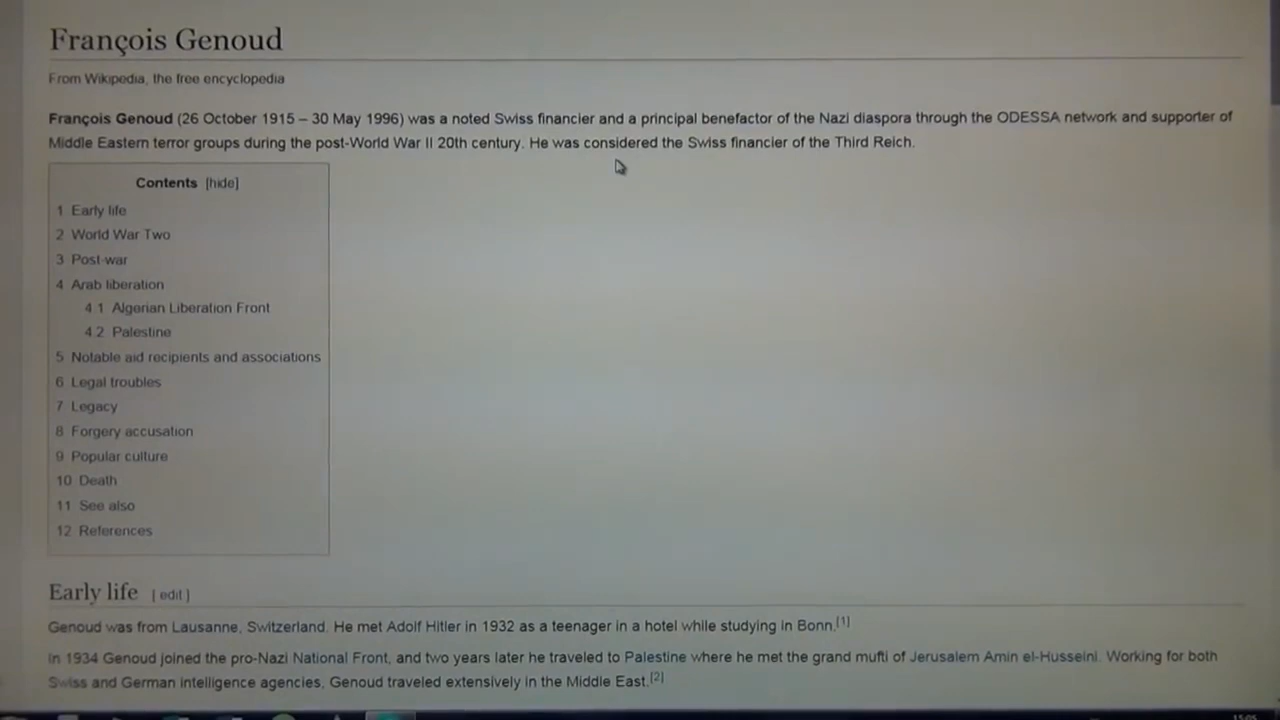 François Genoud
From Wikipedia, the free encyclopedia
François Genoud (26 October 1915 – 30 May 1996) was a noted Swiss financier and a principal benefactor of the Nazi diaspora through the ODESSA network and supporter of
Middle Eastern terror groups during the post-World War II 20th century. He was considered the Swiss financier of the Third Reich.
Contents [hide]
1 Early life
2 World War Two
3 Post-war
4 Arab liberation
4.1 Algerian Liberation Front
4.2 Palestine
5 Notable aid recipients and associations
6 Legal troubles
7 Legacy
8 Forgery accusation
9 Popular culture
10 Death
11 See also
12 References
Early life [ edit ]
Genoud was from Lausanne, Switzerland. He met Adolf Hitler in 1932 as a teenager in a hotel while studying in Bonn.[1]
In 1934 Genoud joined the pro-Nazi National Front, and two years later he traveled to Palestine where he met the grand mufti of Jerusalem Amin el-Husseini. Working for both
Swiss and German intelligence agencies, Genoud traveled extensively in the Middle East.[2]